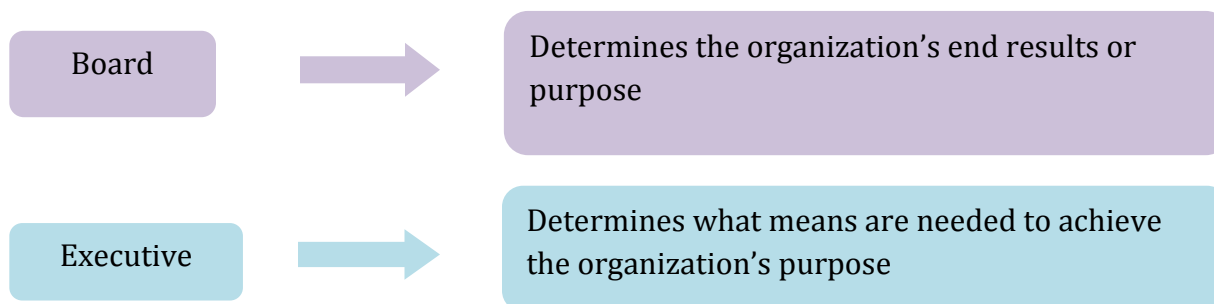 Board
Determines the organization’s end results or
purpose
Executive
Determines what means are needed to achieve
the organization’s purpose